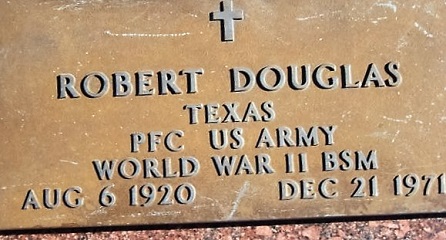 ROBERT DOUGLAS
TEXAS
PFC US ARMY
WORLD WAR II BSM
AUG 6 1920 DEC 21 1971